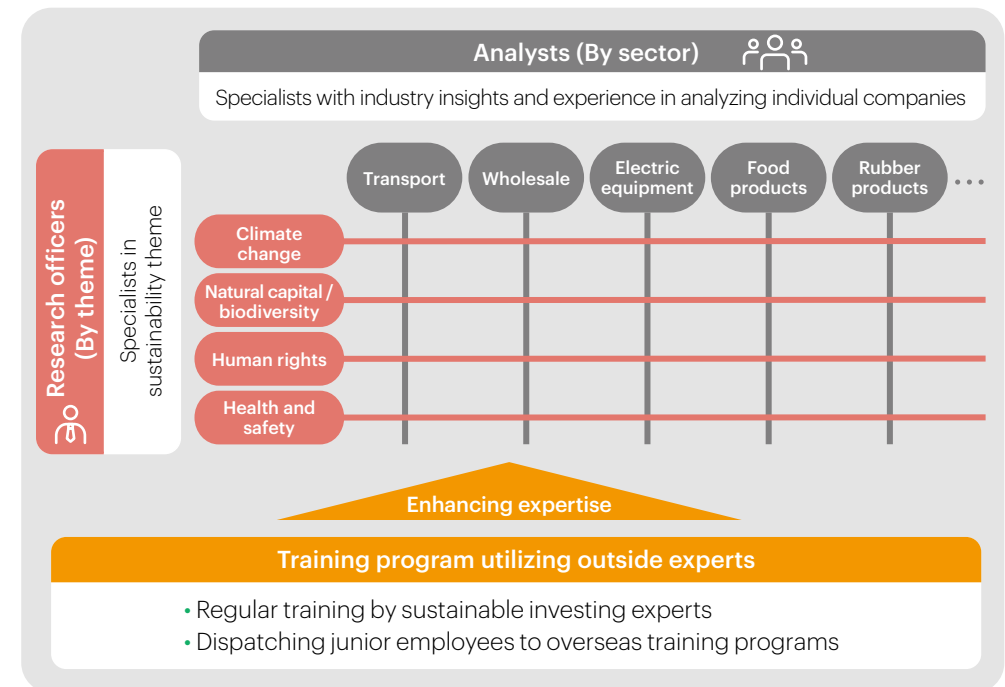 Analysts (By sector)
Specialists with industry insights and experience in analyzing individual companies
Research officers
(By theme)
Specialists in
sustainability theme
Transport
Wholesale
Electric
equipment
Food
products
Rubber
products
...
Climate
change
Natural capital /
biodiversity
Human rights
Health and
safety
Enhancing expertise
Training program utilizing outside experts
• Regular training by sustainable investing experts
• Dispatching junior employees to overseas training programs